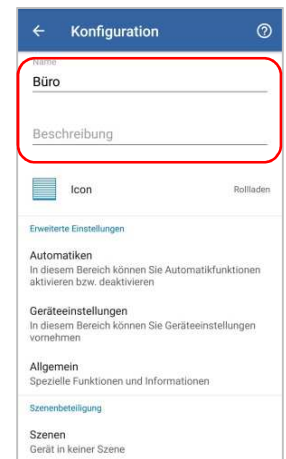 Konfiguration
Name
Büro
Beschreibung
Icon Rollladen
Erweiterte Einstellungen
Automatiken
In diesem Bereich können Sie Automatikfunktionen
aktivieren bzw. deaktivieren
Geräteeinstellungen
In diesem Bereich können Sie Geräteeinstellungen
vornehmen
Allgemein
Spezielle Funktionen und Informationen
Szenenbeteiligung
Szenen
Gerät in keiner Szene